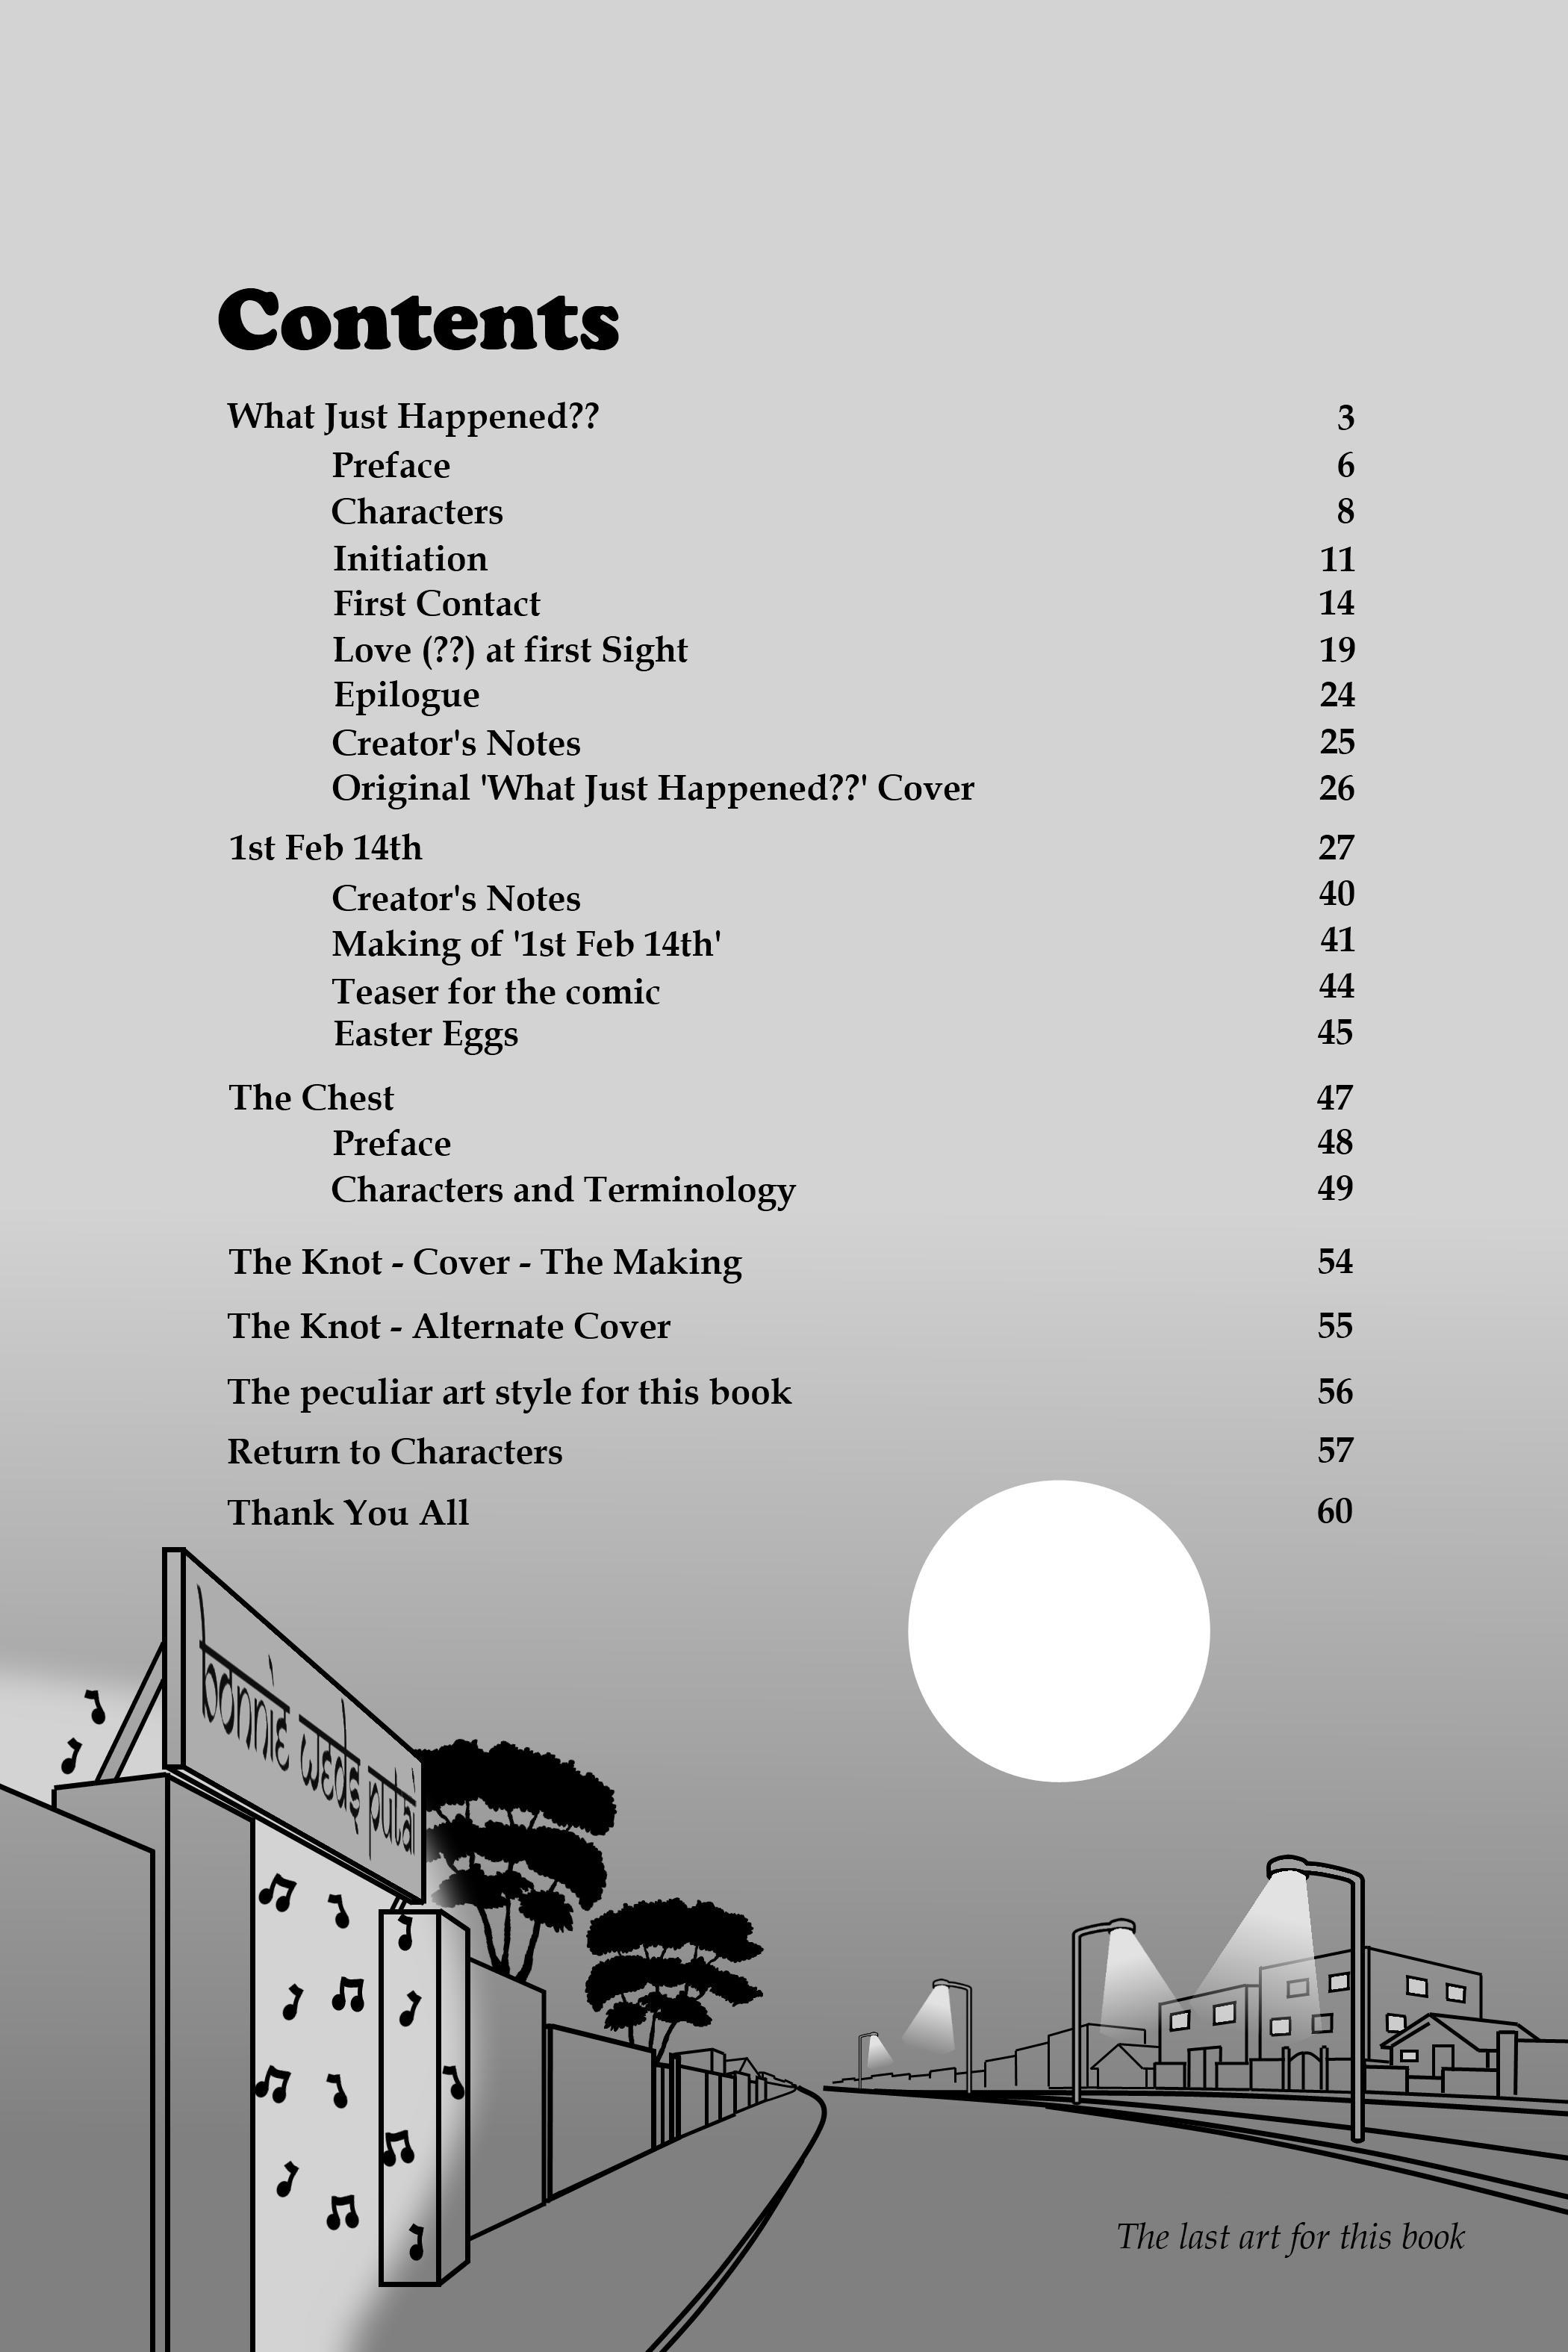 Contents
What Just Happened?? 3
Preface 6
Characters 8
Initiation 11
First Contact 14
Love (??) at first Sight 19
Epilogue 24
Creator's Notes 25
Original 'What Just Happened??' Cover 26
1st Feb 14th 27
Creator's Notes 40
Making of '1st Feb 14th' 41
Teaser for the comic 44
Easter Eggs 45
The Chest 47
Preface 48
Characters and Terminology 49
The Knot - Cover - The Making 54
The Knot - Alternate Cover 55
The peculiar art style for this book 56
Return to Characters 57
Thank You All 60
bonnie weds putai
The last art for this book